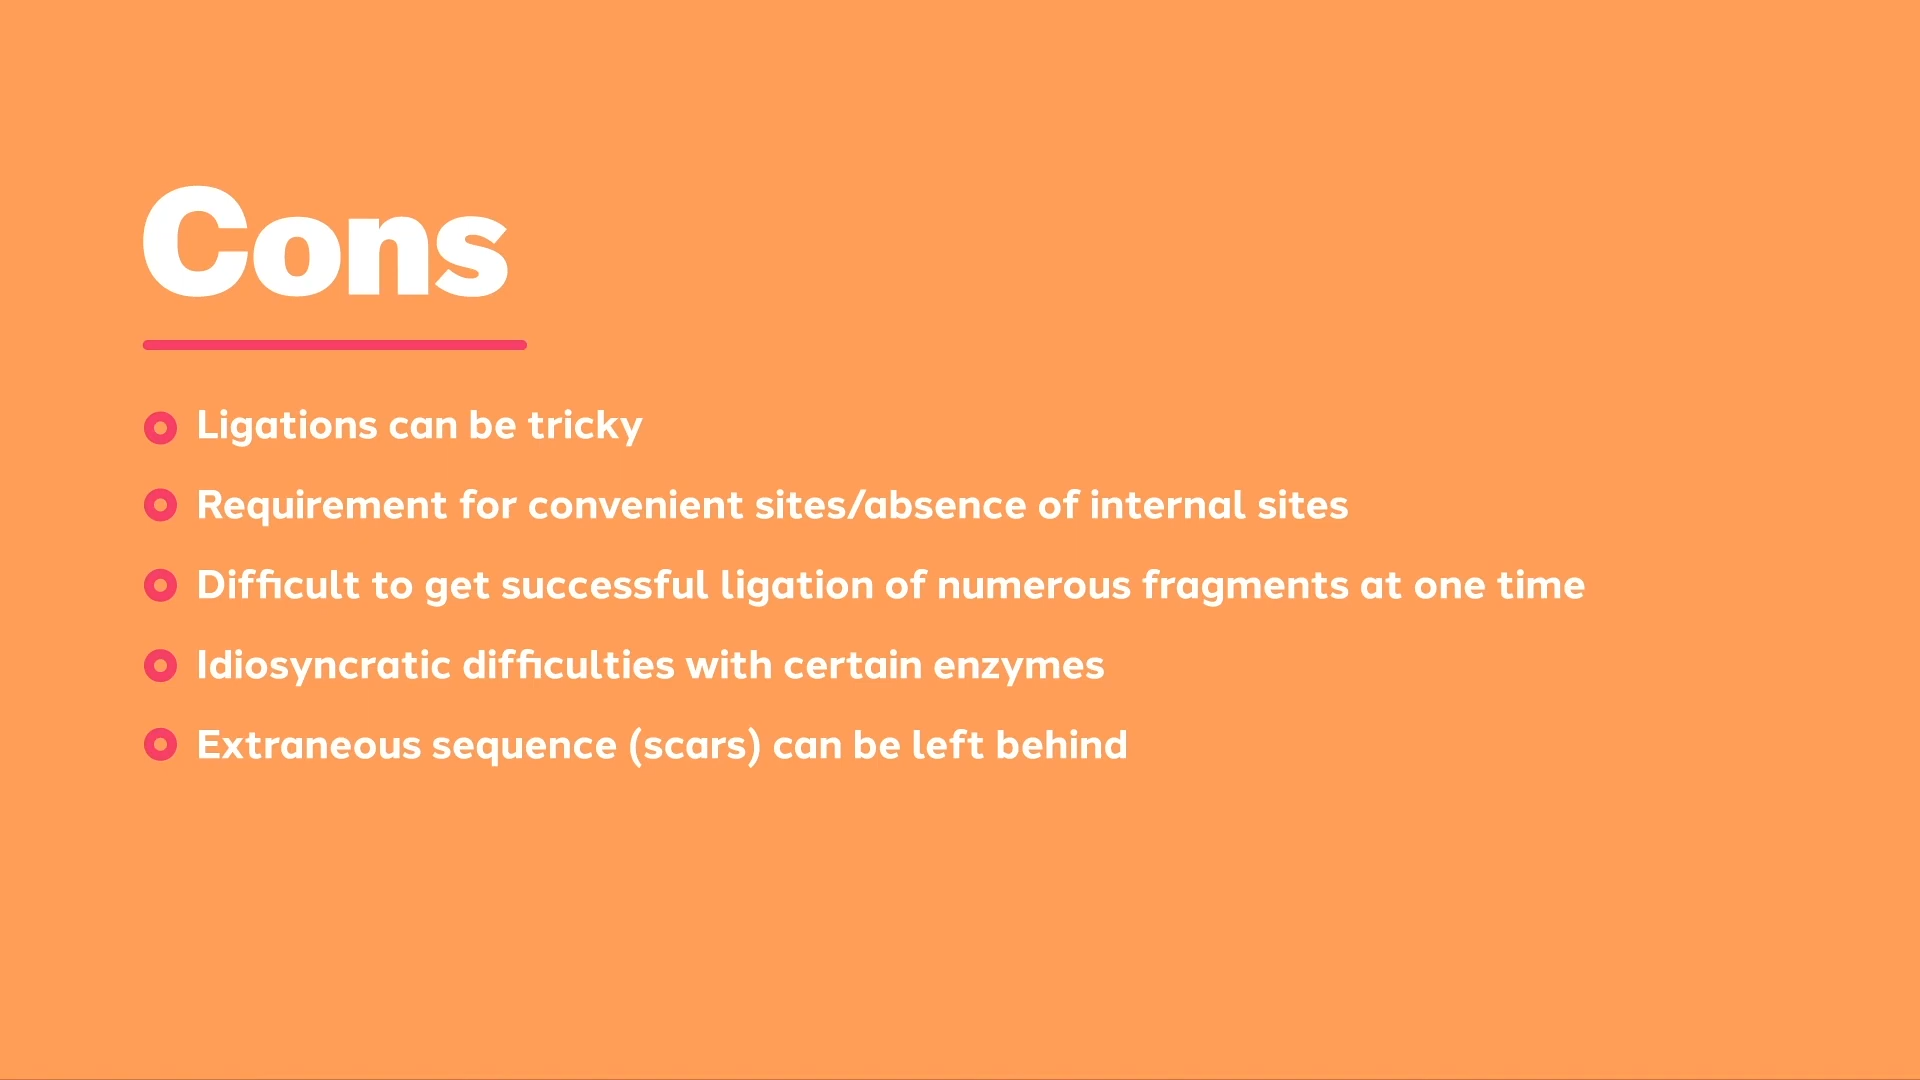 Cons
Ligations can be tricky
Requirement for convenient sites/absence of internal sites
Difficult to get successful ligation of numerous fragments at one time
Idiosyncratic difficulties with certain enzymes
Extraneous sequence (scars) can be left behind